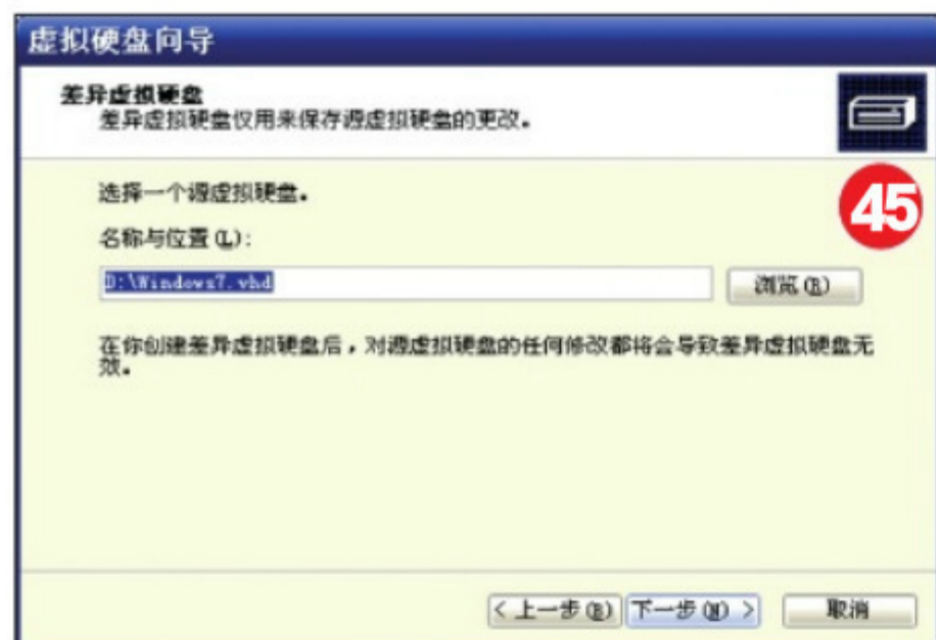 虚拟硬盘向导
差异虚拟硬盘
差异虚拟硬盘仅用来保存源虚拟硬盘的更改。
45
选择一个源虚拟硬盘。
名称与位置(L):
D:\Windows7.vhd
浏览(R)
在你创建差异虚拟硬盘后，对源虚拟硬盘的任何修改都将会导致差异虚拟硬盘无
效。
<上一步(B) 下一步(N) > 取消